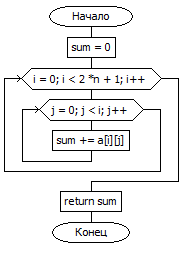 Начало
sum = 0
i = 0; i < 2 *n + 1; i++
j = 0; j < i; j++
sum += a[i][j]
return sum
Конец